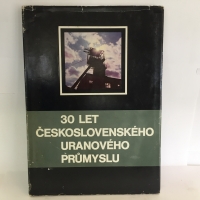 30 LET
ČESKOSLOVENSKÉHO
URANOVÉHO
PRŮMYSLU